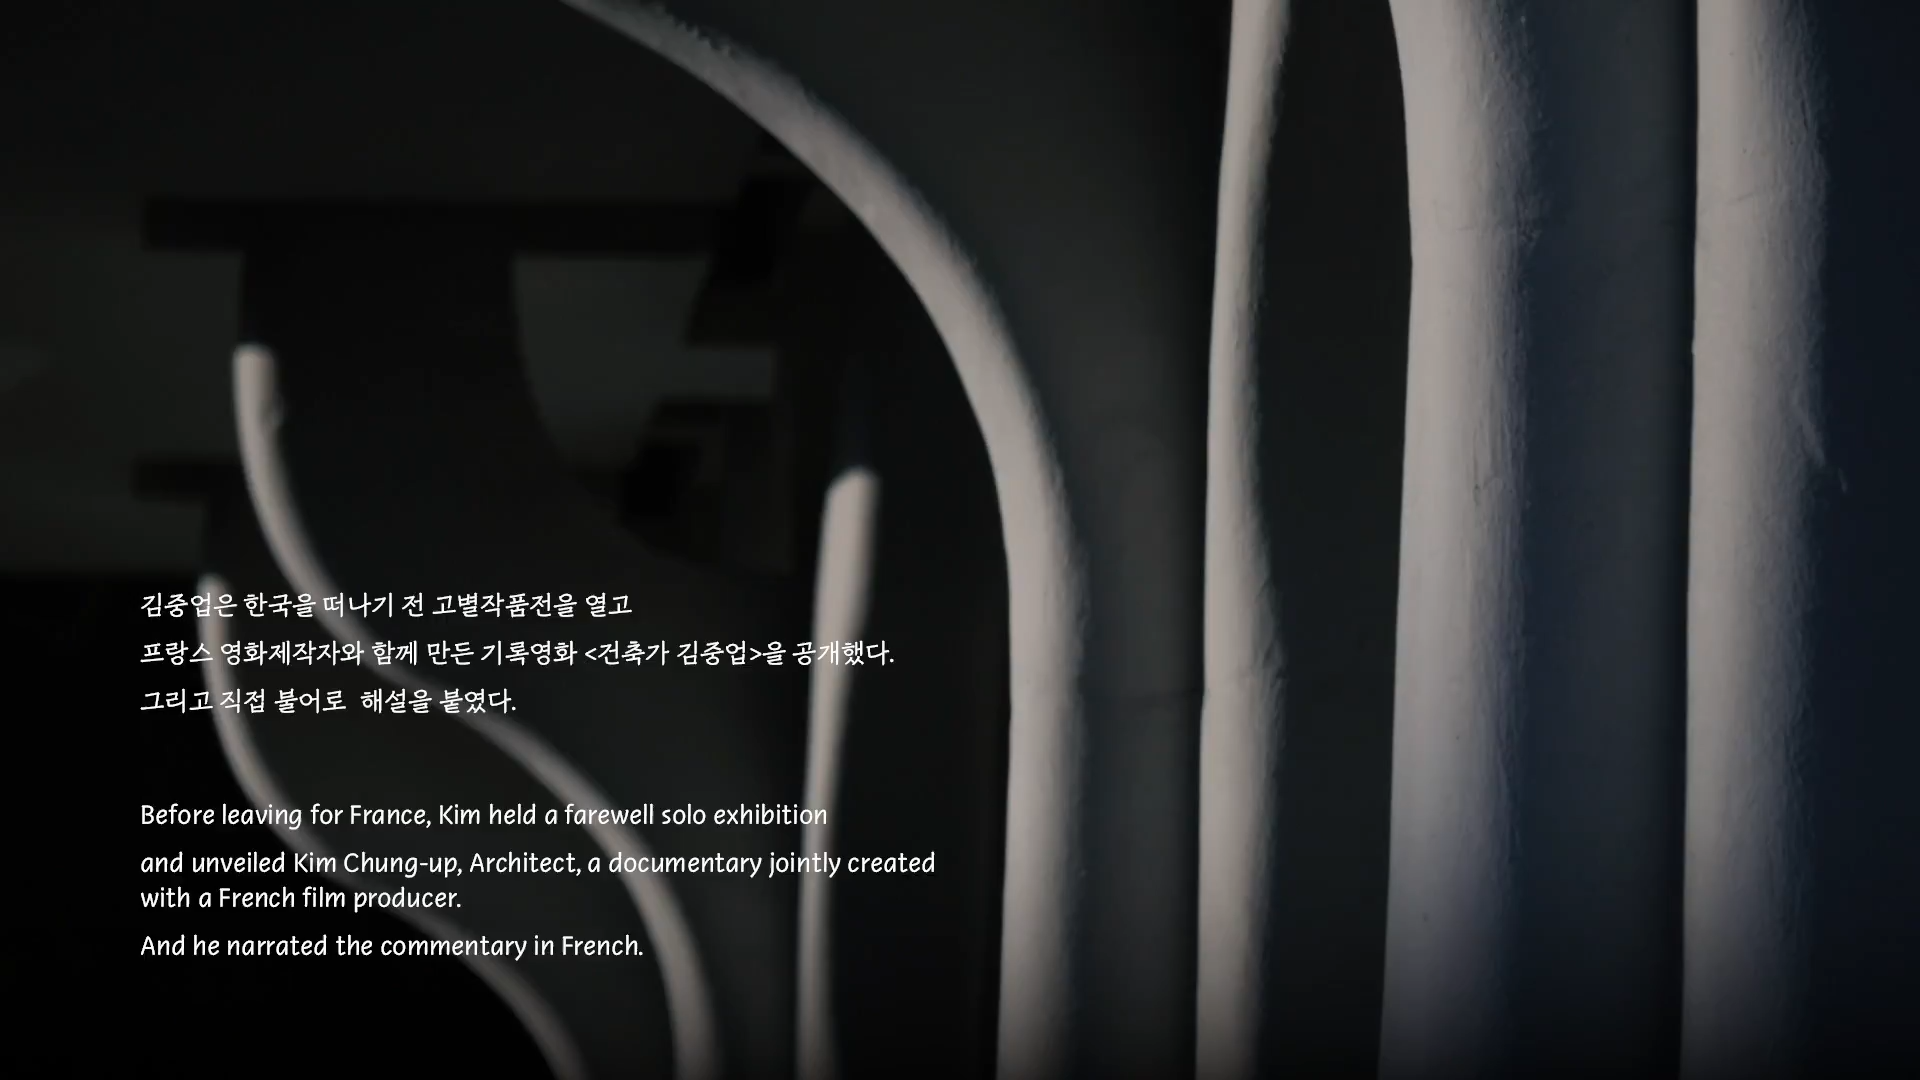 김중업은 한국을 떠나기 전 고별작품전을 열고
프랑스 영화제작자와 함께 만든 기록영화 <건축가 김중업>을 공개했다.
그리고 직접 불어로 해설을 붙였다.
Before leaving for France, Kim held a farewell solo exhibition
and unveiled Kim Chung-up, Architect, a documentary jointly created
with a French film producer.
And he narrated the commentary in French.